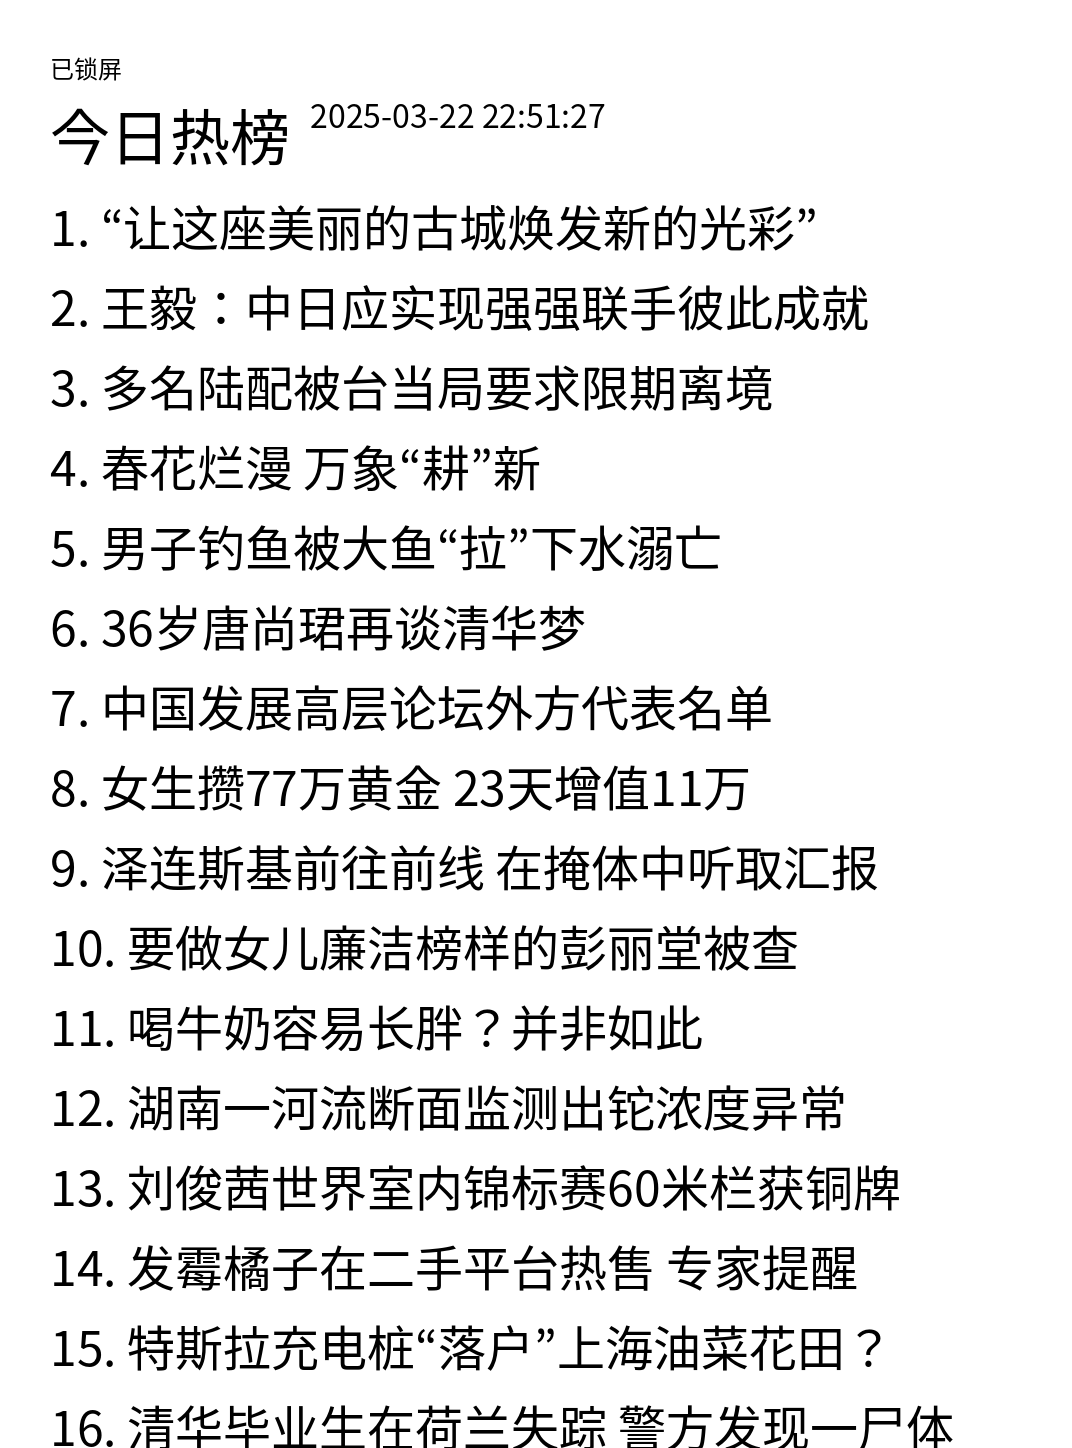 已锁屏
今日热榜 2025-03-22 22:51:27
1. “让这座美丽的古城焕发新的光彩”
2. 王毅：中日应实现强强联手彼此成就
3. 多名陆配被台当局要求限期离境
4. 春花烂漫 万象“耕”新
5. 男子钓鱼被大鱼“拉”下水溺亡
6. 36岁唐尚珺再谈清华梦
7. 中国发展高层论坛外方代表名单
8. 女生攒77万黄金 23天增值11万
9. 泽连斯基前往前线 在掩体中听取汇报
10. 要做女儿廉洁榜样的彭丽堂被查
11. 喝牛奶容易长胖？并非如此
12. 湖南一河流断面监测出铊浓度异常
13. 刘俊茜世界室内锦标赛60米栏获铜牌
14. 发霉橘子在二手平台热售 专家提醒
15. 特斯拉充电桩“落户”上海油菜花田？
16. 清华毕业生在荷兰失踪 警方发现一尸体